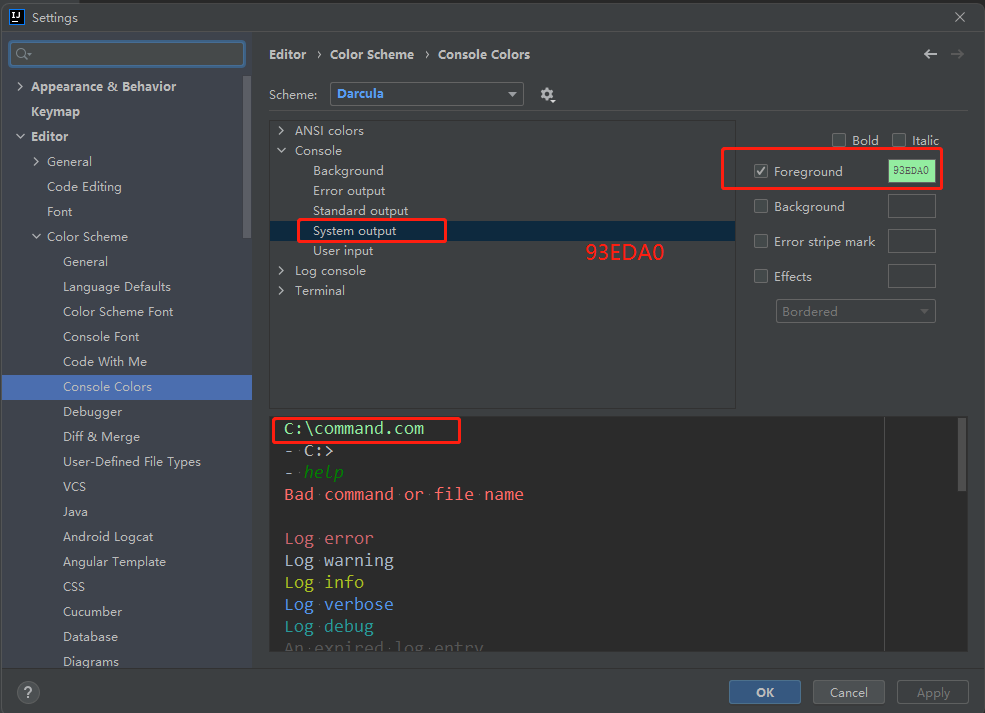 Settings
Editor › Color Scheme › Console Colors
Scheme: Darcula
Appearance & Behavior
Keymap
Editor
General
Code Editing
Font
Color Scheme
General
Language Defaults
Color Scheme Font
Console Font
Code With Me
Console Colors
Debugger
Diff & Merge
User-Defined File Types
VCS
Java
Android Logcat
Angular Template
CSS
Cucumber
Database
Diagrams
ANSI colors
Console
Background
Error output
Standard output
System output
User input
Log console
Terminal
93EDA0
Bold Italic
Foreground 93EDA0
Background
Error stripe mark
Effects
Bordered
C:\command.com
- C:>
- help
Bad command or file name
Log error
Log warning
Log info
Log verbose
Log debug
An expired log entry
? OK Cancel Apply